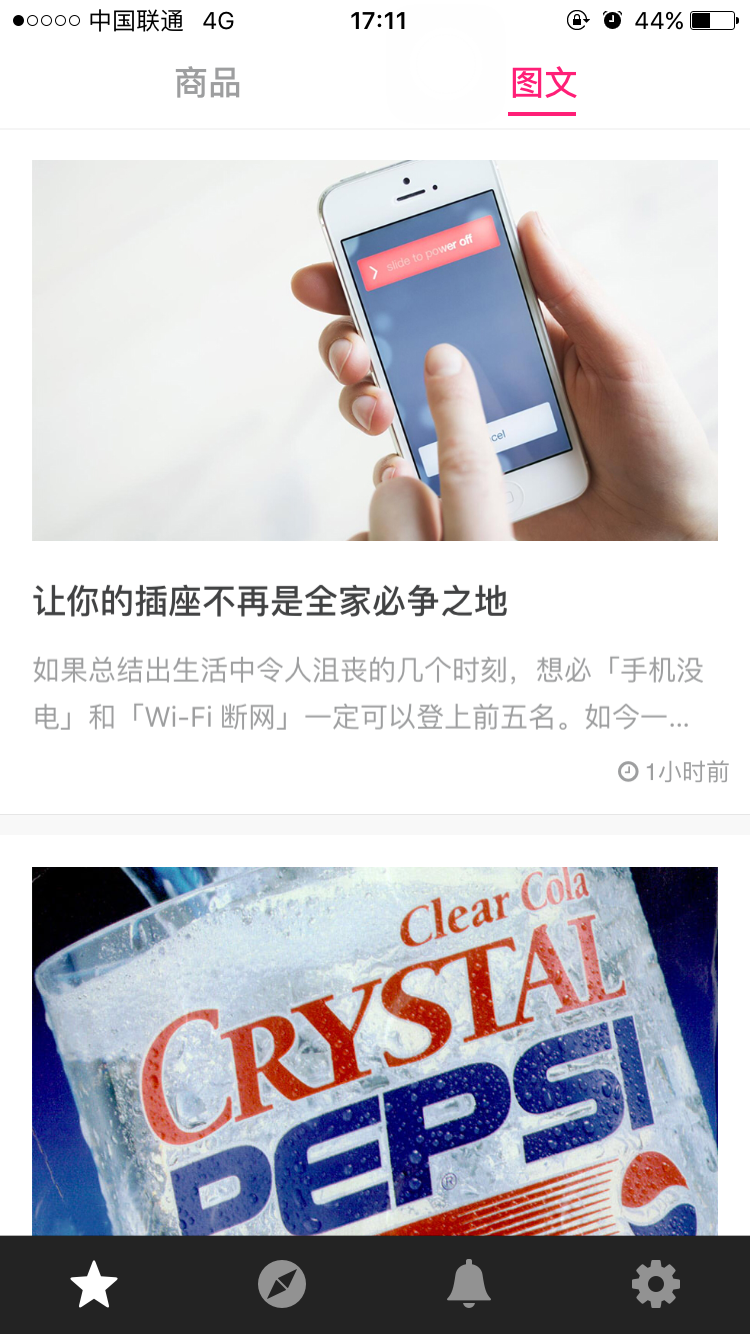 中国联通 4G 17:11 44%
商品 图文
slide to power off
cel
让你的插座不再是全家必争之地
如果总结出生活中令人沮丧的几个时刻，想必「手机没
电」和「Wi-Fi 断网」一定可以登上前五名。如今一...
1小时前
Clear Cola
CRYSTAL
PEPSI
®